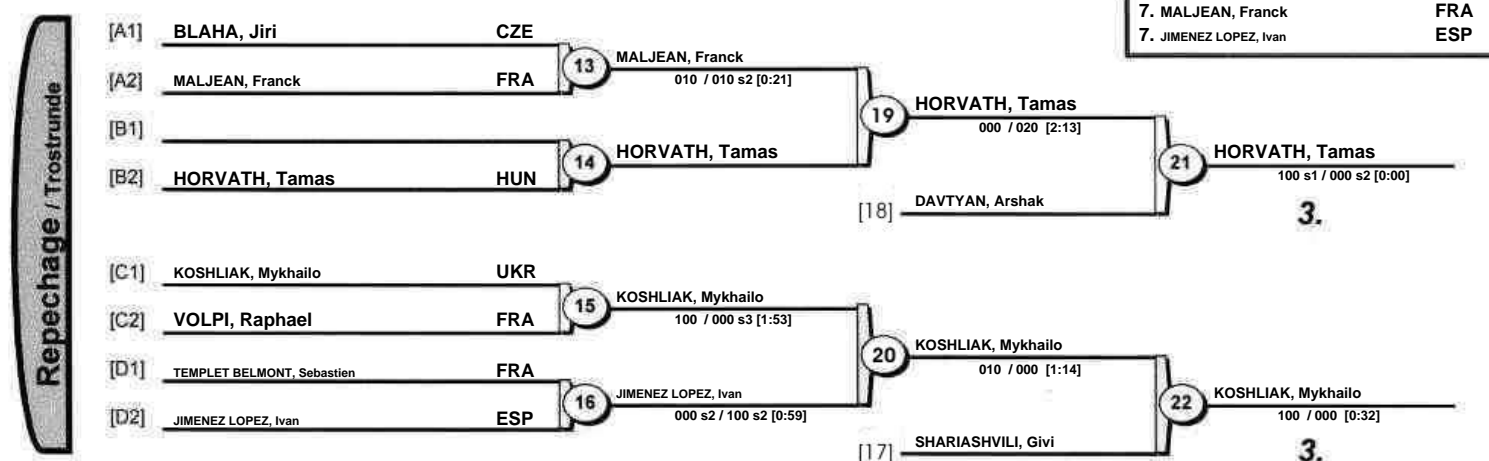 7. MALJEAN, Franck FRA
7. JIMENEZ LOPEZ, Ivan ESP
Repechage / Trostrunde
[A1] BLAHA, Jiri CZE
13 MALJEAN, Franck
010 / 010 s2 [0:21]
[A2] MALJEAN, Franck FRA
19 HORVATH, Tamas
000 / 020 [2:13]
[B1]
14 HORVATH, Tamas
21 HORVATH, Tamas
100 s1 / 000 s2 [0:00]
[B2] HORVATH, Tamas HUN
[18] DAVTYAN, Arshak
3.
[C1] KOSHLIAK, Mykhailo UKR
15 KOSHLIAK, Mykhailo
100 / 000 s3 [1:53]
[C2] VOLPI, Raphael FRA
20 KOSHLIAK, Mykhailo
010 / 000 [1:14]
[D1] TEMPLET BELMONT, Sebastien FRA
16 JIMENEZ LOPEZ, Ivan
000 s2 / 100 s2 [0:59]
22 KOSHLIAK, Mykhailo
100 / 000 [0:32]
[D2] JIMENEZ LOPEZ, Ivan ESP
[17] SHARIASHVILI, Givi
3.